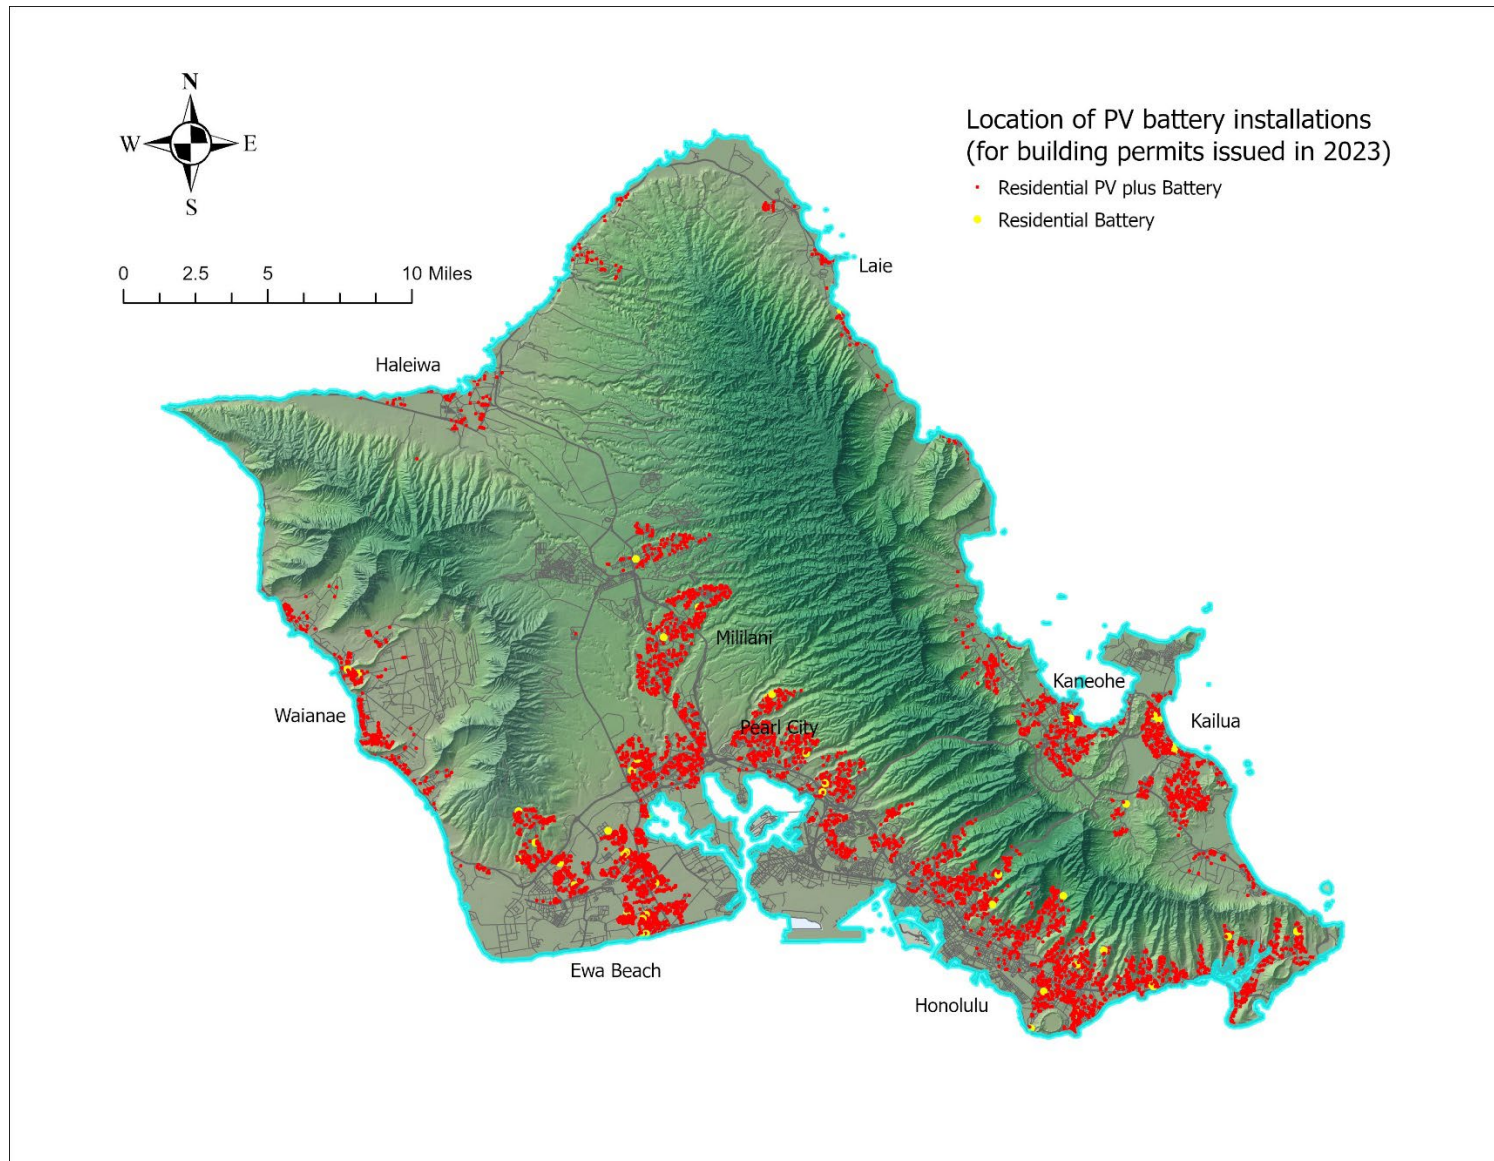 N
W
E
S
0
2.5
5
10 Miles
Location of PV battery installations
(for building permits issued in 2023)
Residential PV plus Battery
Residential Battery
Laie
Haleiwa
Mililani
Kaneohe
Waianae
Pearl City
Kailua
Ewa Beach
Honolulu